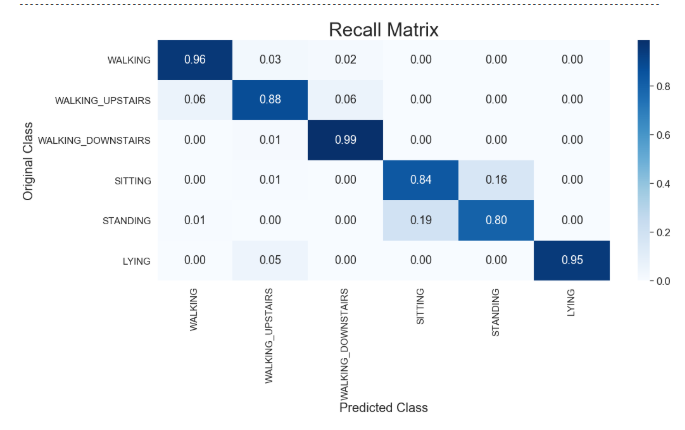 Recall Matrix
WALKING 0.96 0.03 0.02 0.00 0.00 0.00
WALKING_UPSTAIRS 0.06 0.88 0.06 0.00 0.00 0.00
WALKING_DOWNSTAIRS 0.00 0.01 0.99 0.00 0.00 0.00
SITTING 0.00 0.01 0.00 0.84 0.16 0.00
STANDING 0.01 0.00 0.00 0.19 0.80 0.00
LYING 0.00 0.05 0.00 0.00 0.00 0.95
Original Class
WALKING
WALKING_UPSTAIRS
WALKING_DOWNSTAIRS
SITTING
STANDING
LYING
Predicted Class
0.8
0.6
0.4
0.2
0.0